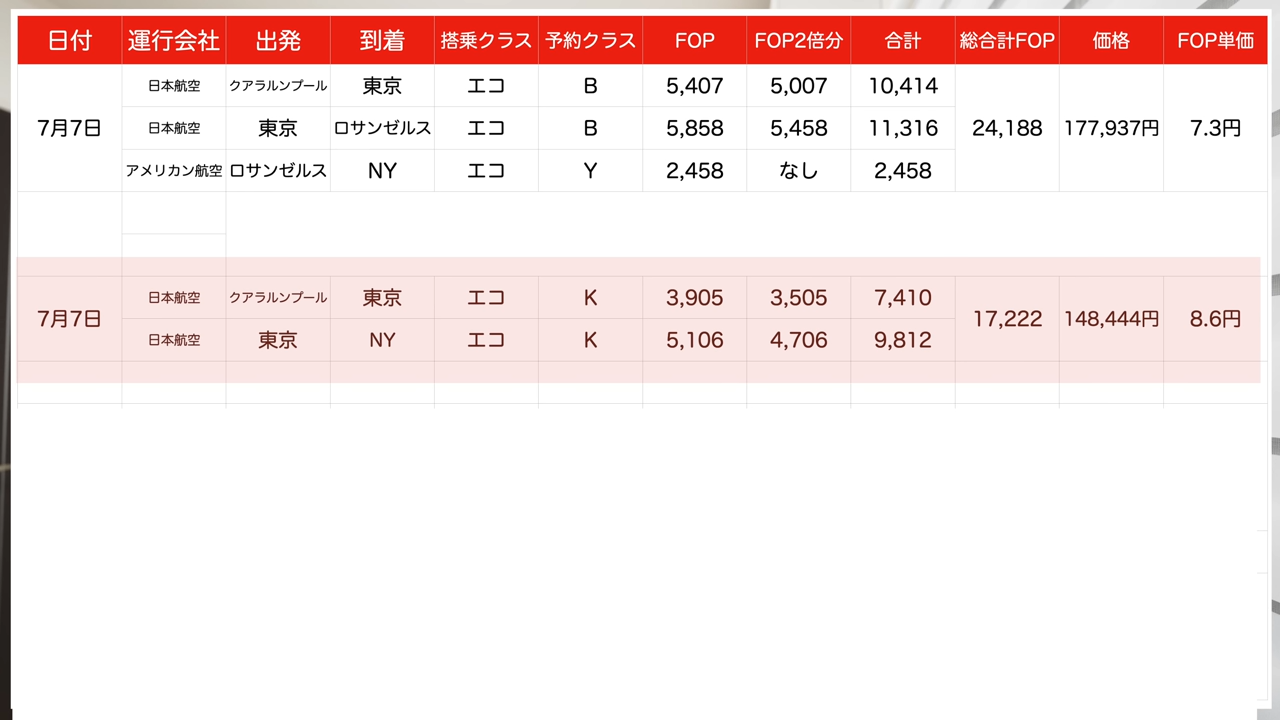 日付 運行会社 出発 到着 搭乗クラス 予約クラス FOP FOP2倍分 合計 総合計FOP 価格 FOP単価
日本航空 クアラルンプール 東京 エコ B 5,407 5,007 10,414
7月7日 日本航空 東京 ロサンゼルス エコ B 5,858 5,458 11,316 24,188 177,937円 7.3円
アメリカン航空 ロサンゼルス NY エコ Y 2,458 なし 2,458
日本航空 クアラルンプール 東京 エコ K 3,905 3,505 7,410
7月7日 17,222 148,444円 8.6円
日本航空 東京 NY エコ K 5,106 4,706 9,812